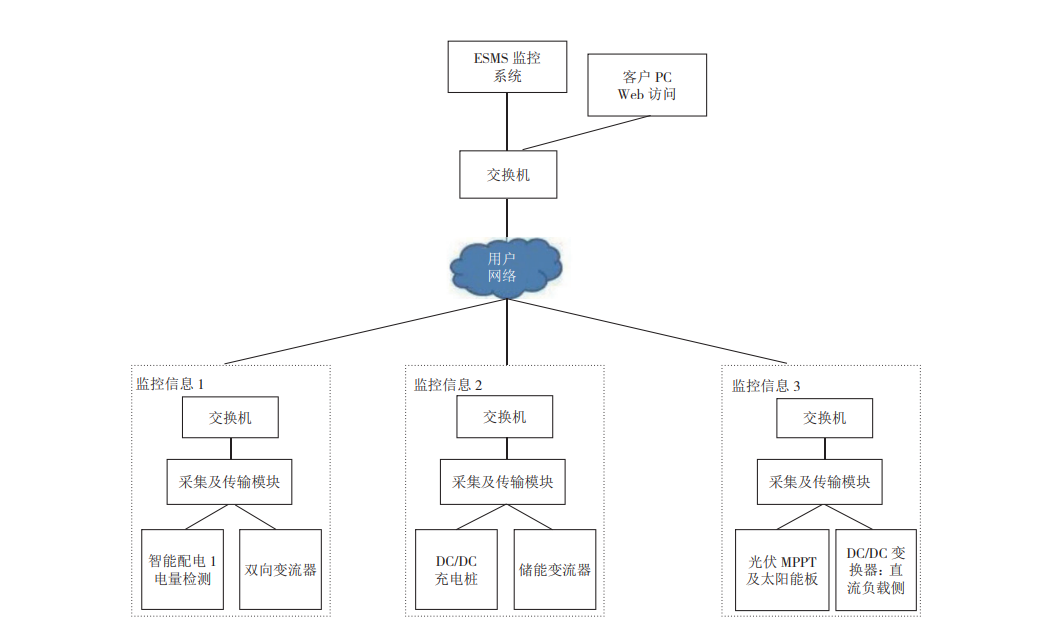 ESMS 监控
系统
客户 PC
Web 访问
交换机
用户
网络
监控信息 1
交换机
采集及传输模块
智能配电 1
电量检测
双向变流器
监控信息 2
交换机
采集及传输模块
DC/DC
充电桩
储能变流器
监控信息 3
交换机
采集及传输模块
光伏 MPPT
及太阳能板
DC/DC 变
换器：直
流负载侧